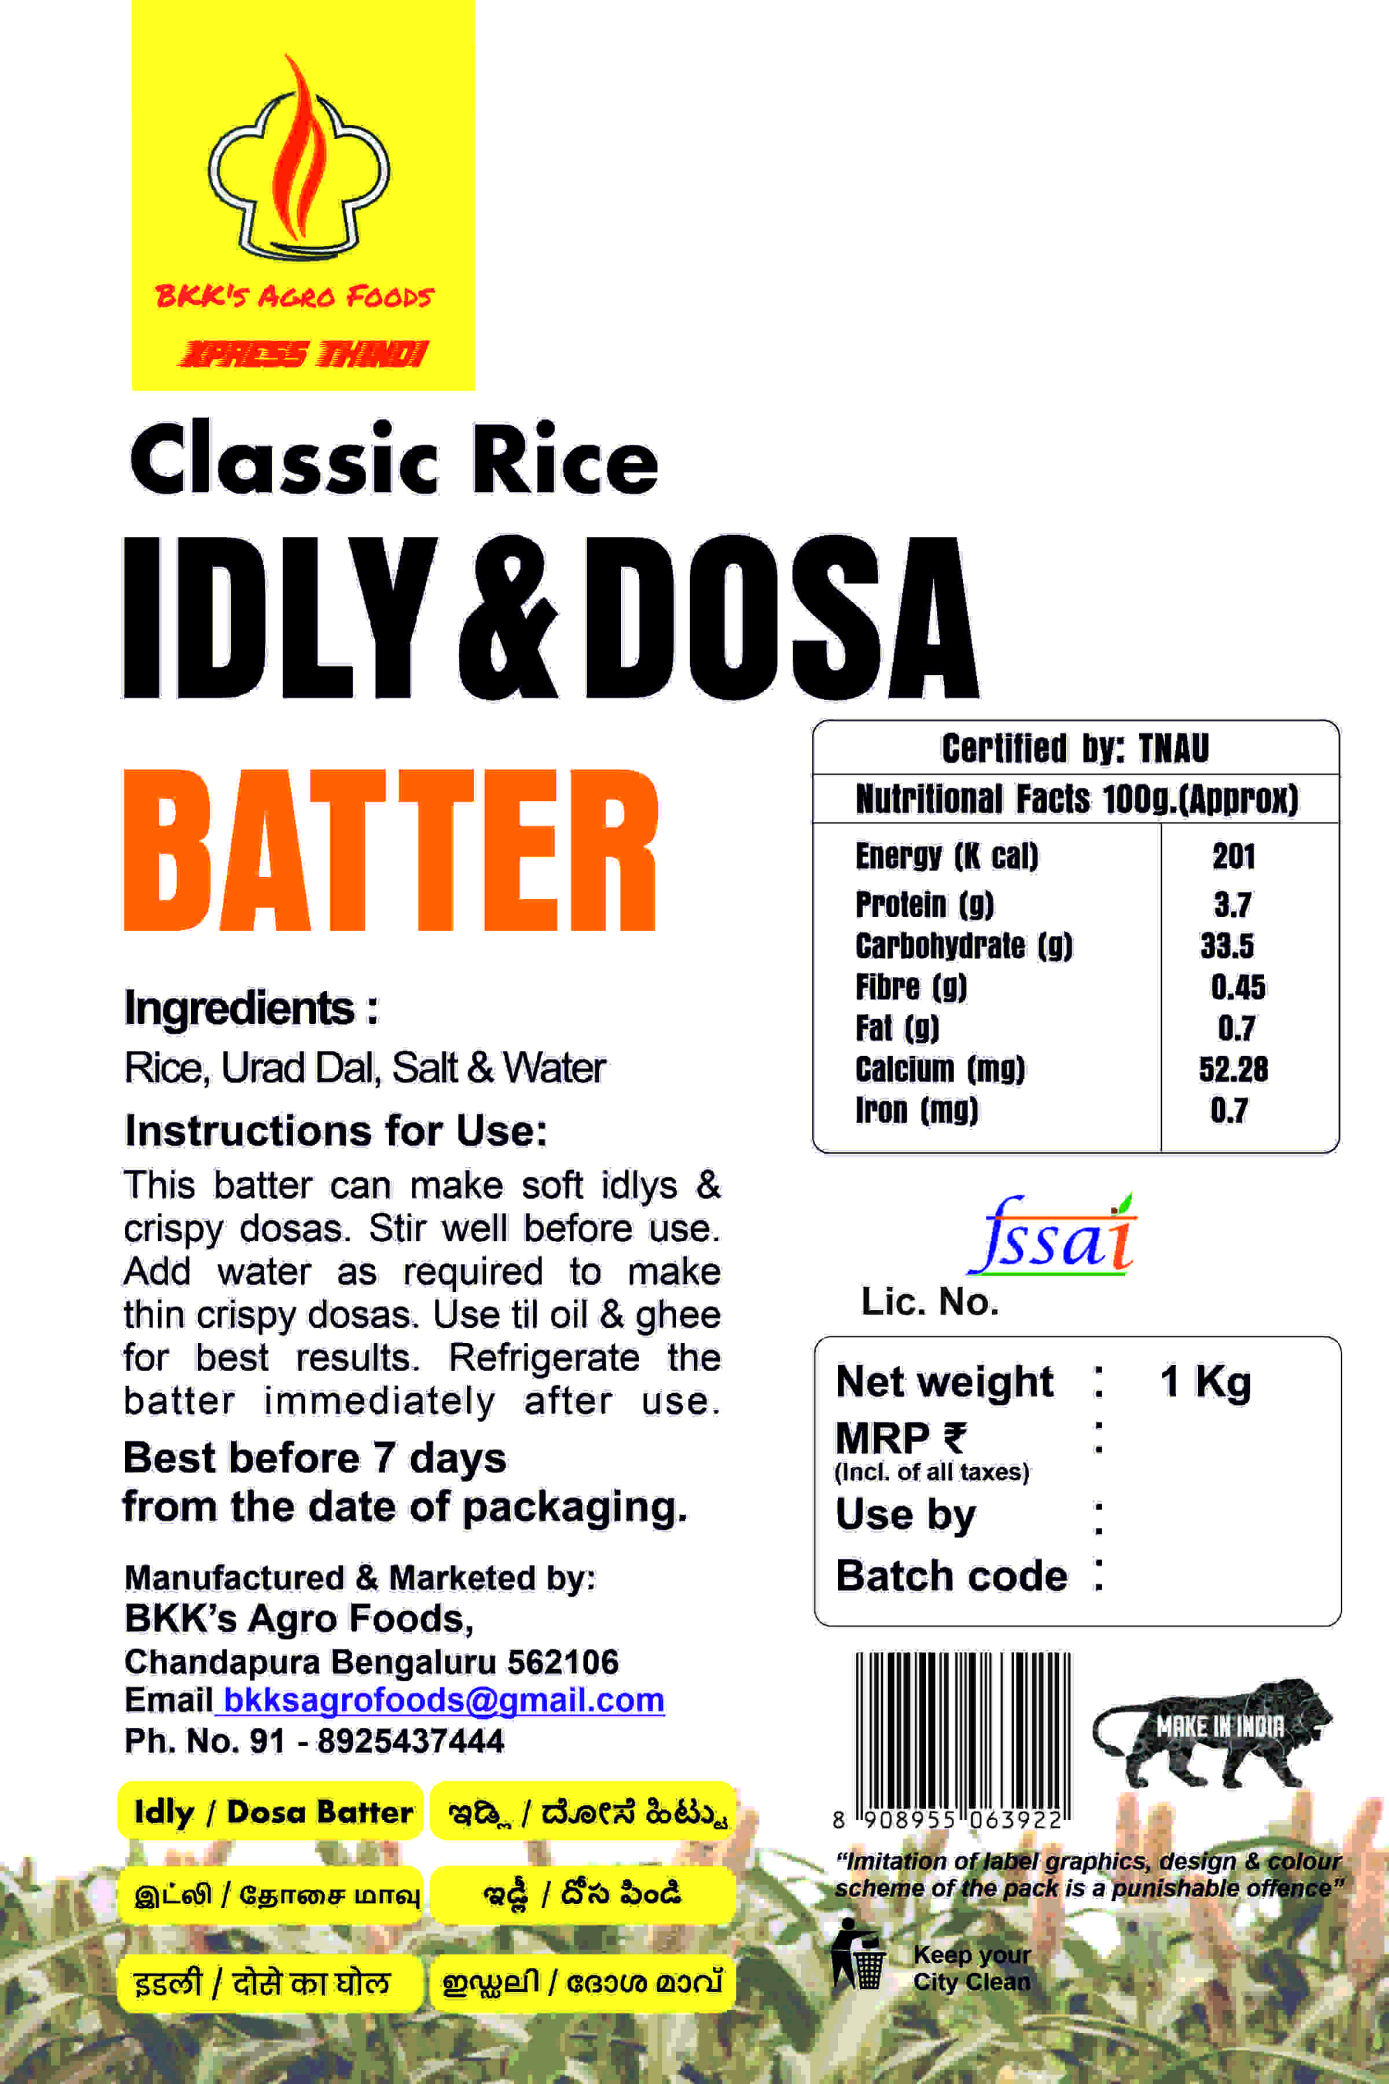 BKK's Agro Foods
XPRESS THINDI
Classic Rice
IDLY & DOSA
BATTER
Certified by: TNAU
Nutritional Facts 100g.(Approx)
Energy (K cal) 201
Protein (g) 3.7
Carbohydrate (g) 33.5
Fibre (g) 0.45
Fat (g) 0.7
Calcium (mg) 52.28
Iron (mg) 0.7
Ingredients :
Rice, Urad Dal, Salt & Water
Instructions for Use:
This batter can make soft idlys &
crispy dosas. Stir well before use.
Add water as required to make
thin crispy dosas. Use til oil & ghee
for best results. Refrigerate the
batter immediately after use.
Best before 7 days
from the date of packaging.
Manufactured & Marketed by:
BKK's Agro Foods,
Chandapura Bengaluru 562106
Email bkksagrofoods@gmail.com
Ph. No. 91 - 8925437444
fssai
Lic. No.
Net weight : 1 Kg
MRP ₹ :
(Incl. of all taxes)
Use by :
Batch code :
MAKE IN INDIA
8 908955 063922
"Imitation of label graphics, design & colour
scheme of the pack is a punishable offence"
Keep your
City Clean
Idly / Dosa Batter
ಇಡ್ಲಿ / ದೋಸೆ ಹಿಟ್ಟು
இட்லி / தோசை மாவு
ఇడ్లీ / దోస పిండి
इडली / दोसे का घोल
ഇഡ്ഡലി / ദോശ മാവ്